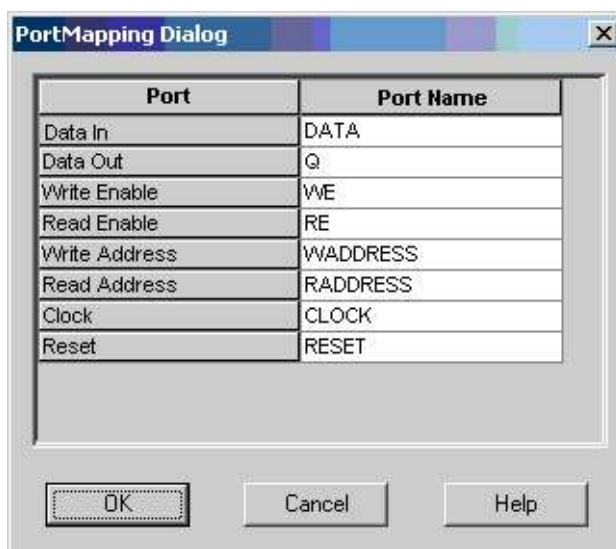 PortMapping Dialog
Port Port Name
Data In DATA
Data Out Q
Write Enable WE
Read Enable RE
Write Address WADDRESS
Read Address RADDRESS
Clock CLOCK
Reset RESET
OK Cancel Help